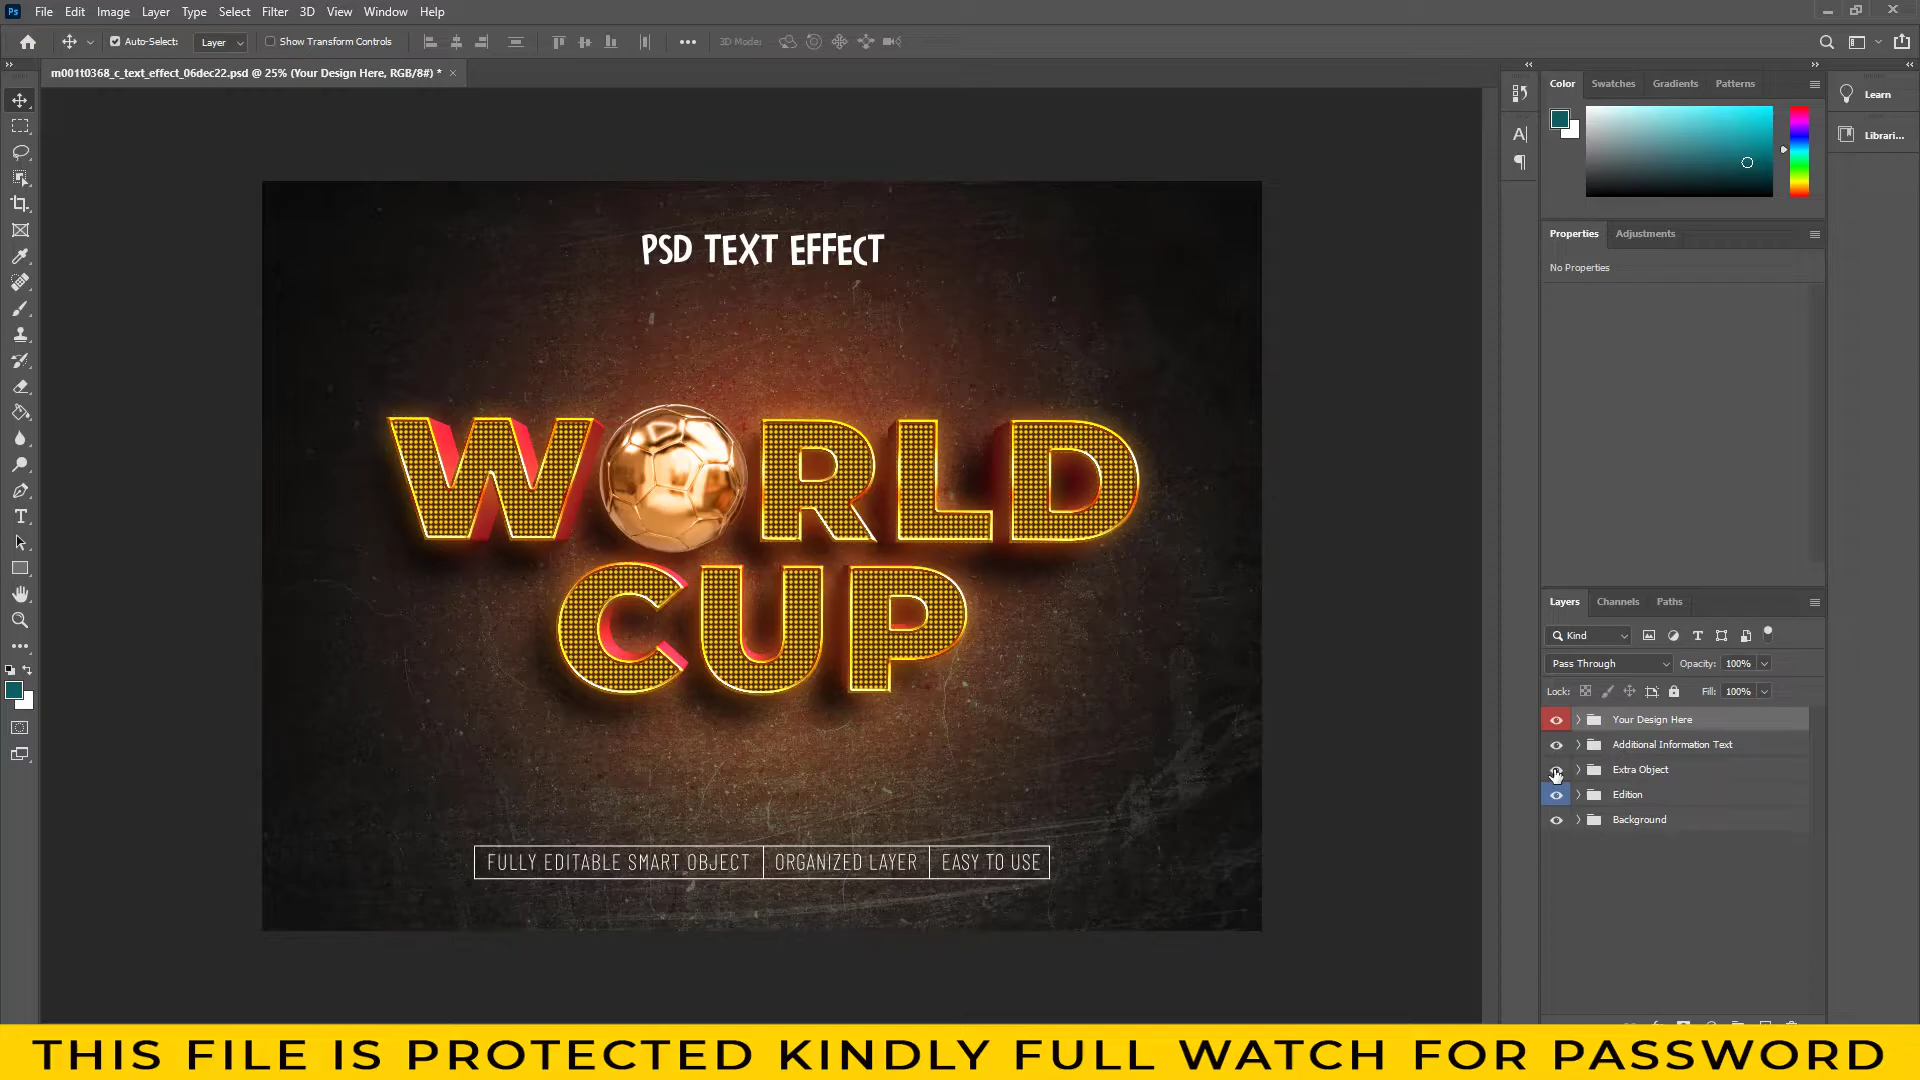 Ps File Edit Image Layer Type Select Filter 3D View Window Help
Auto-Select: Layer Show Transform Controls 3D Mode:
m001t0368_c_text_effect_06dec22.psd @ 25% (Your Design Here, RGB/8#) *
Color Swatches Gradients Patterns
Learn
Librari...
Properties Adjustments
No Properties
PSD TEXT EFFECT
WORLD
CUP
FULLY EDITABLE SMART OBJECT ORGANIZED LAYER EASY TO USE
Layers Channels Paths
Kind
Pass Through Opacity: 100%
Lock: Fill: 100%
Your Design Here
Additional Information Text
Extra Object
Edition
Background
THIS FILE IS PROTECTED KINDLY FULL WATCH FOR PASSWORD